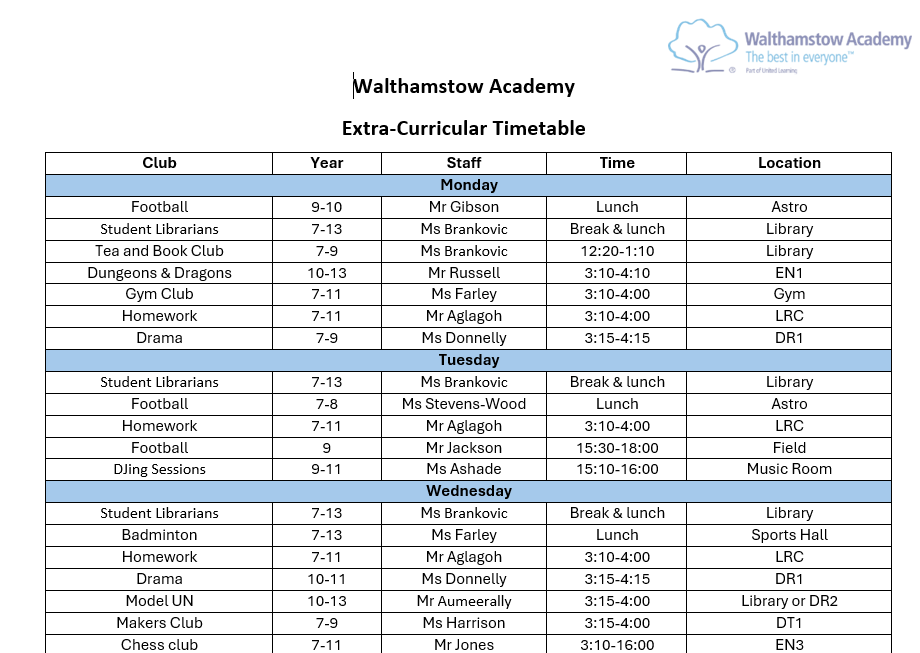 Walthamstow Academy
The best in everyone™
Part of United Learning
Walthamstow Academy
Extra-Curricular Timetable
Club Year Staff Time Location
Monday
Football 9-10 Mr Gibson Lunch Astro
Student Librarians 7-13 Ms Brankovic Break & lunch Library
Tea and Book Club 7-9 Ms Brankovic 12:20-1:10 Library
Dungeons & Dragons 10-13 Mr Russell 3:10-4:10 EN1
Gym Club 7-11 Ms Farley 3:10-4:00 Gym
Homework 7-11 Mr Aglagoh 3:10-4:00 LRC
Drama 7-9 Ms Donnelly 3:15-4:15 DR1
Tuesday
Student Librarians 7-13 Ms Brankovic Break & lunch Library
Football 7-8 Ms Stevens-Wood Lunch Astro
Homework 7-11 Mr Aglagoh 3:10-4:00 LRC
Football 9 Mr Jackson 15:30-18:00 Field
DJing Sessions 9-11 Ms Ashade 15:10-16:00 Music Room
Wednesday
Student Librarians 7-13 Ms Brankovic Break & lunch Library
Badminton 7-13 Ms Farley Lunch Sports Hall
Homework 7-11 Mr Aglagoh 3:10-4:00 LRC
Drama 10-11 Ms Donnelly 3:15-4:15 DR1
Model UN 10-13 Mr Aumeerally 3:15-4:00 Library or DR2
Makers Club 7-9 Ms Harrison 3:15-4:00 DT1
Chess club 7-11 Mr Jones 3:10-16:00 EN3